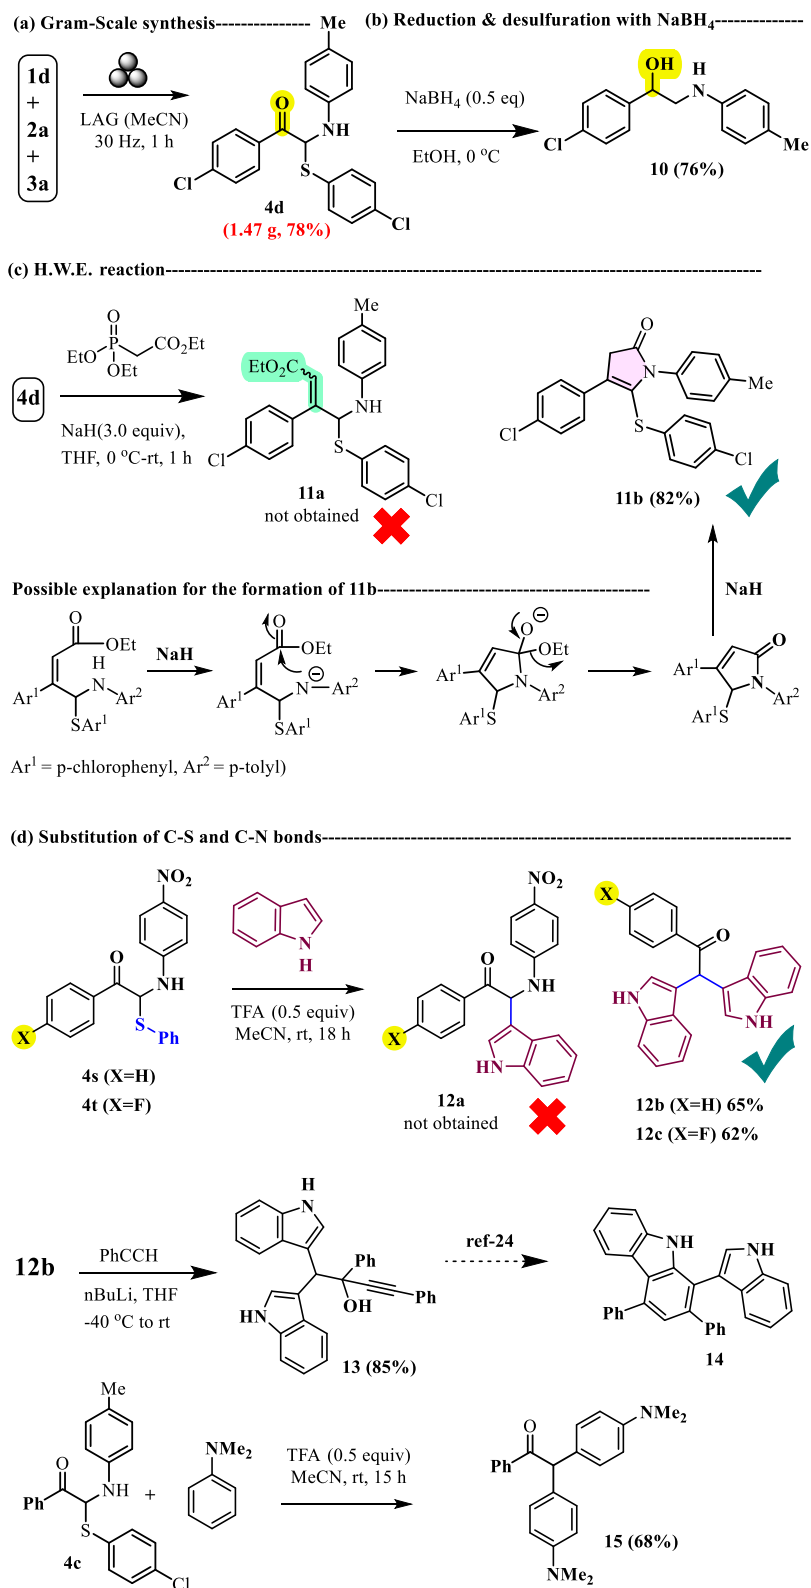 (a) Gram-Scale synthesis---------------
(b) Reduction & desulfuration with NaBH4--------------
1d
+
2a
+
3a
LAG (MeCN)
30 Hz, 1 h
Me
O
NH
S
Cl
Cl
4d
(1.47 g, 78%)
NaBH4 (0.5 eq)
EtOH, 0 °C
OH
H
N
Cl
Me
10 (76%)
(c) H.W.E. reaction----------------------------------------------------------------------------------------------
4d
O
EtO P CO2Et
OEt
NaH(3.0 equiv),
THF, 0 °C-rt, 1 h
Me
EtO2C
NH
S
Cl
Cl
11a
not obtained
O
N
Me
S
Cl
Cl
11b (82%)
NaH
Possible explanation for the formation of 11b-------------------------------------------
O
OEt
H
N
Ar1
Ar2
SAr1
NaH
O
OEt
N
Ar1
Ar2
SAr1
O
OEt
Ar1
N
Ar2
Ar1S
O
Ar1
N
Ar1S
Ar2
Ar1 = p-chlorophenyl, Ar2 = p-tolyl)
(d) Substitution of C-S and C-N bonds--------------------------------------------------------------------------
NO2
O
NH
S
Ph
X
4s (X=H)
4t (X=F)
N
H
TFA (0.5 equiv)
MeCN, rt, 18 h
NO2
O
NH
X
HN
12a
not obtained
X
O
HN
NH
12b (X=H) 65%
12c (X=F) 62%
12b
PhCCH
nBuLi, THF
-40 °C to rt
H
N
Ph
OH
Ph
HN
13 (85%)
ref-24
NH
NH
Ph
Ph
14
Me
O
NH
Ph
S
Cl
4c
+
NMe2
TFA (0.5 equiv)
MeCN, rt, 15 h
NMe2
O
Ph
NMe2
15 (68%)